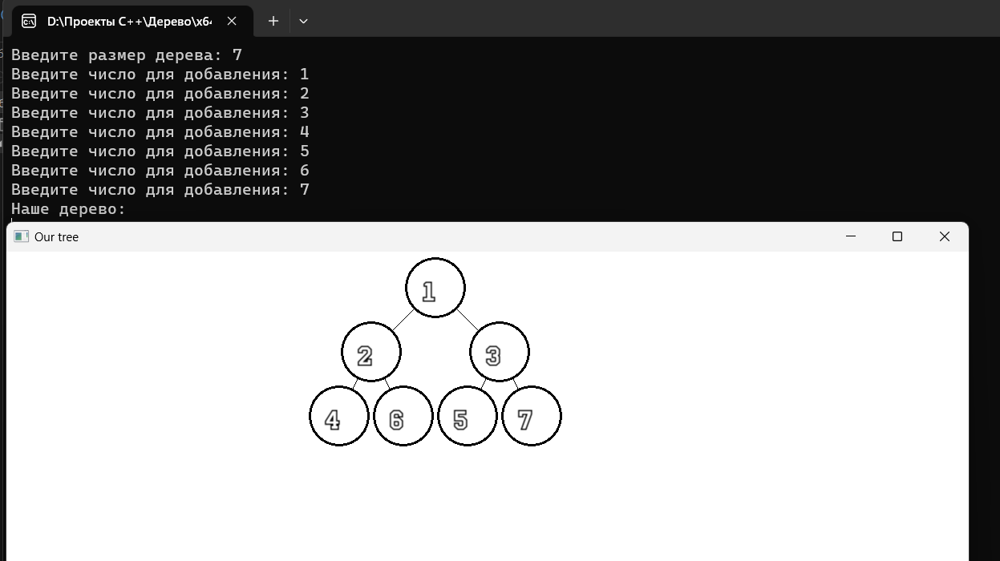 D:\Проекты C++\Дерево\x6
Введите размер дерева: 7
Введите число для добавления: 1
Введите число для добавления: 2
Введите число для добавления: 3
Введите число для добавления: 4
Введите число для добавления: 5
Введите число для добавления: 6
Введите число для добавления: 7
Наше дерево:
Our tree
1
2 3
4 6 5 7